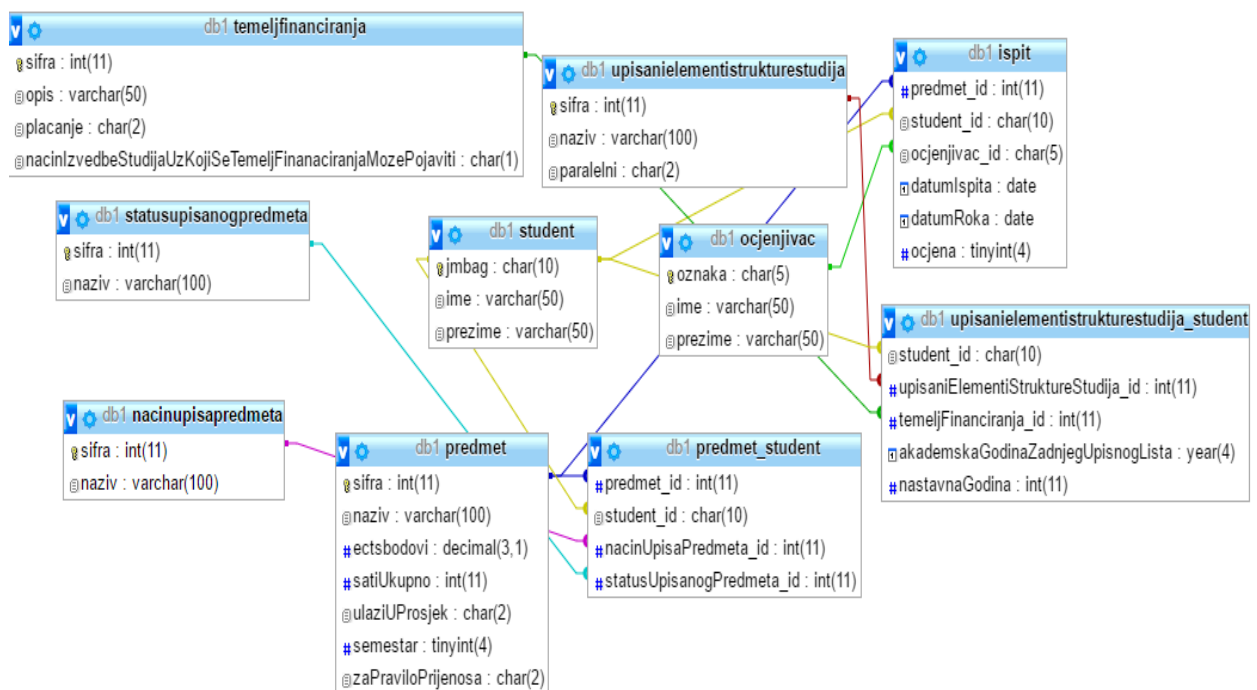 db1 temeljfinanciranja
sifra : int(11)
opis : varchar(50)
placanje : char(2)
nacinIzvedbeStudijaUzKojiSeTemeljFinanaciranjaMozePojaviti : char(1)
db1 upisanielementistrukturestudija
sifra : int(11)
naziv : varchar(100)
paralelni : char(2)
db1 ispit
#predmet_id : int(11)
student_id : char(10)
ocjenjivac_id : char(5)
datumIspita : date
datumRoka : date
#ocjena : tinyint(4)
db1 statusupisanogpredmeta
sifra : int(11)
naziv : varchar(100)
db1 student
jmbag : char(10)
ime : varchar(50)
prezime : varchar(50)
db1 ocjenjivac
oznaka : char(5)
ime : varchar(50)
prezime : varchar(50)
db1 upisanielementistrukturestudija_student
student_id : char(10)
#upisaniElementiStruktureStudija_id : int(11)
#temeljFinanciranja_id : int(11)
akademskaGodinaZadnjegUpisnogLista : year(4)
#nastavnaGodina : int(11)
db1 nacinupisapredmeta
sifra : int(11)
naziv : varchar(100)
db1 predmet
sifra : int(11)
naziv : varchar(100)
#ectsbodovi : decimal(3,1)
#satiUkupno : int(11)
ulaziUProsjek : char(2)
#semestar : tinyint(4)
zaPraviloPrijenosa : char(2)
db1 predmet_student
#predmet_id : int(11)
student_id : char(10)
#nacinUpisaPredmeta_id : int(11)
#statusUpisanogPredmeta_id : int(11)